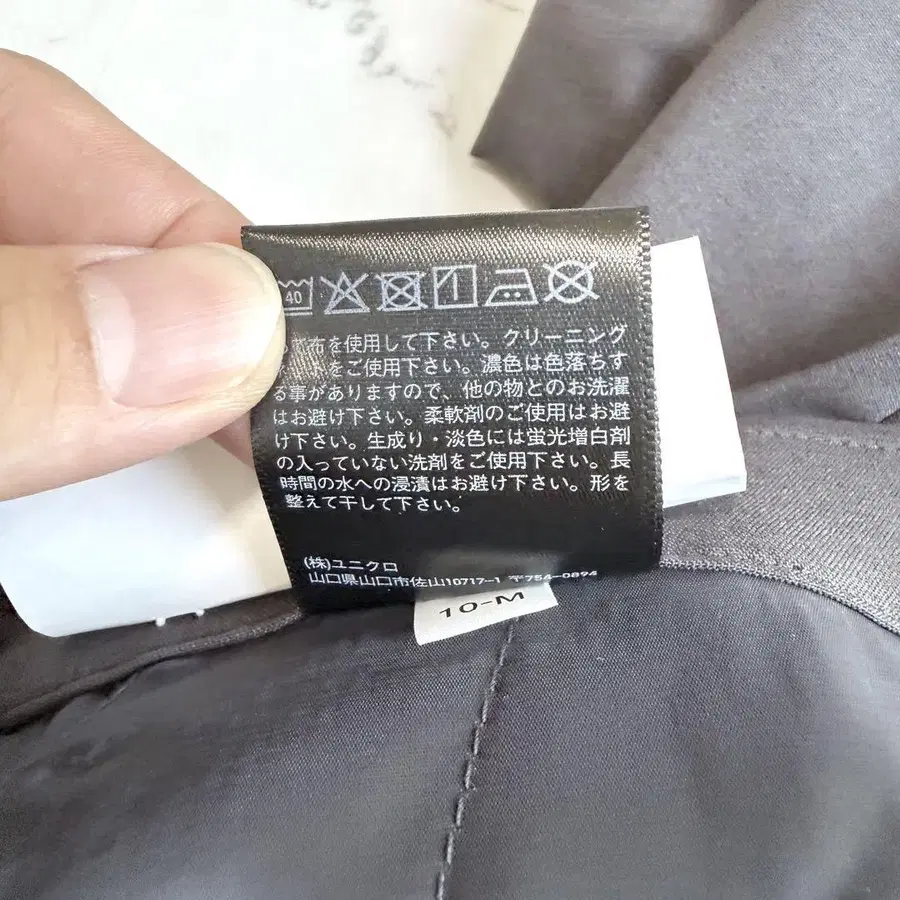 40
で布を使用して下さい。クリーニング
をご使用下さい。濃色は色落ちす
る事がありますので、他の物とのお洗濯
はお避け下さい。柔軟剤のご使用はお避
け下さい。生成り・淡色には蛍光増白剤
の入っていない洗剤をご使用下さい。長
時間の水への浸漬はお避け下さい。形を
整えて干して下さい。
(株)ユニクロ
山口県山口市佐山10717-1 〒754-0894
10-M